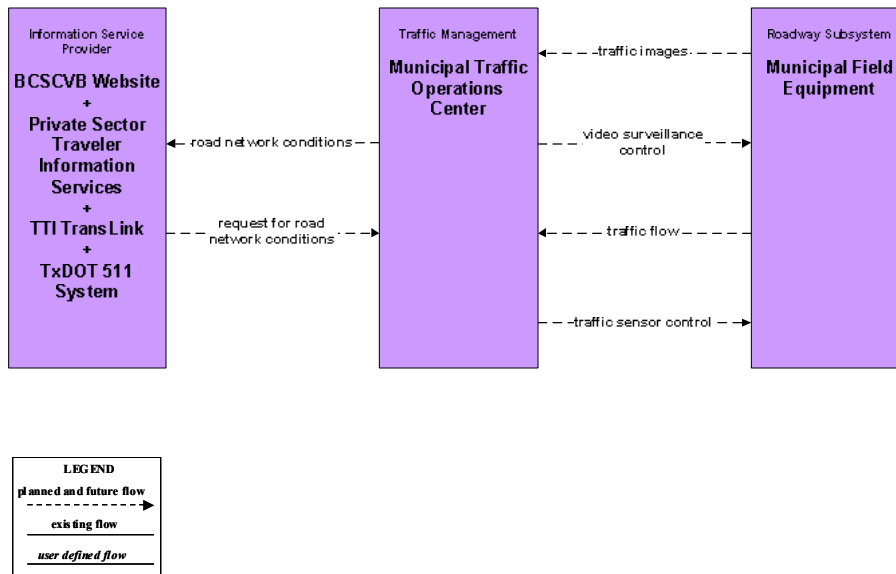 Information Service
Provider
BCSCVB Website
+
Private Sector
Traveler
Information
Services
+
TTI TransLink
+
TxDOT 511
System
road network conditions
request for road
network conditions
Traffic Management
Municipal Traffic
Operations
Center
traffic images
video surveillance
control
traffic flow
traffic sensor control
Roadway Subsystem
Municipal Field
Equipment
LEGEND
planned and future flow
existing flow
user defined flow